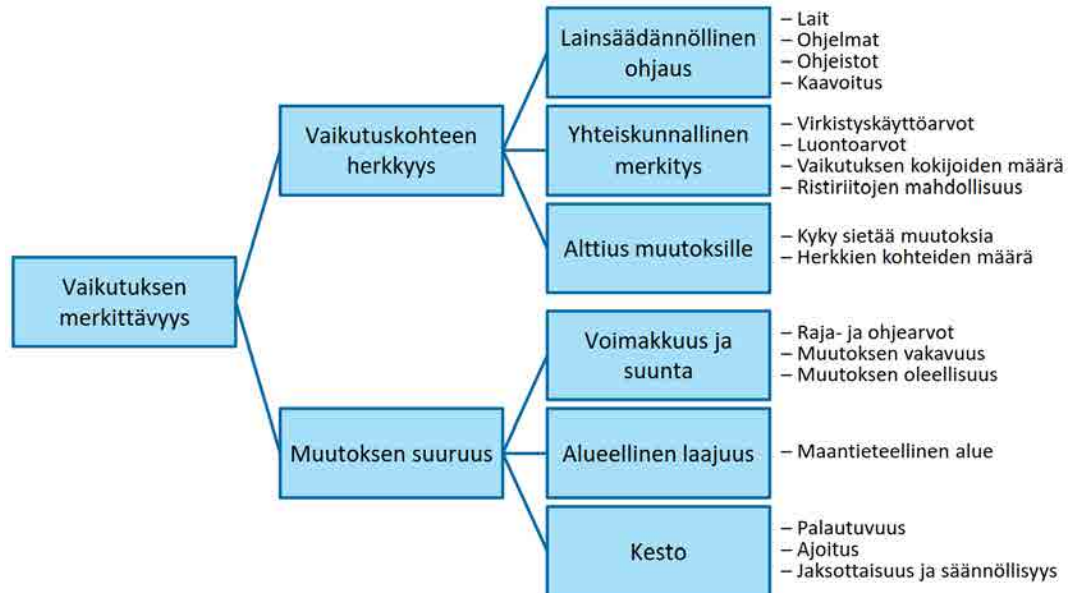 Vaikutuksen
merkittävyys
Vaikutuskohteen
herkkyys
Lainsäädännöllinen
ohjaus
– Lait
– Ohjelmat
– Ohjeistot
– Kaavoitus
Yhteiskunnallinen
merkitys
– Virkistyskäyttöarvot
– Luontoarvot
– Vaikutuksen kokijoiden määrä
– Ristiriitojen mahdollisuus
Alttius muutoksille
– Kyky sietää muutoksia
– Herkkien kohteiden määrä
Muutoksen suuruus
Voimakkuus ja
suunta
– Raja- ja ohjearvot
– Muutoksen vakavuus
– Muutoksen oleellisuus
Alueellinen laajuus
– Maantieteellinen alue
Kesto
– Palautuvuus
– Ajoitus
– Jaksottaisuus ja säännöllisyys